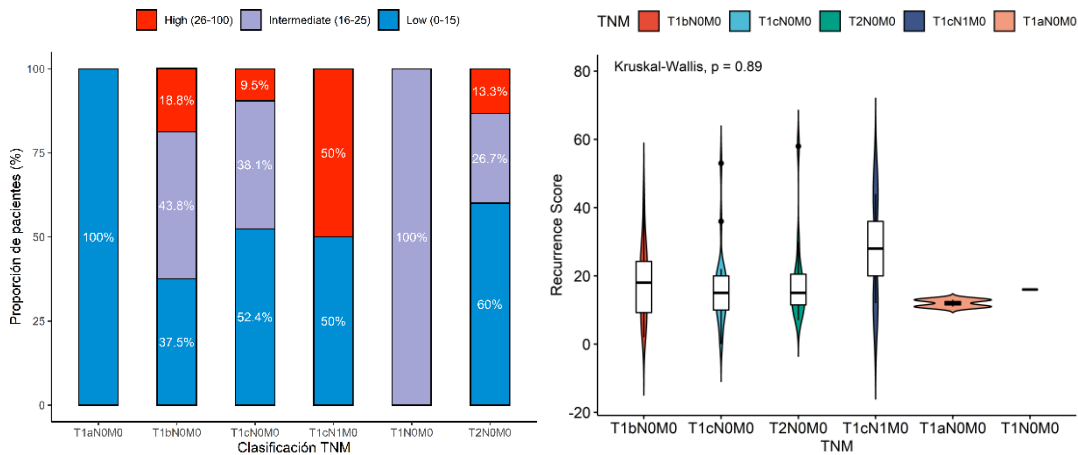 High (26-100) Intermediate (16-25) Low (0-15)
Proporción de pacientes (%)
100
75
50
25
0
100%
18.8%
43.8%
37.5%
9.5%
38.1%
52.4%
50%
50%
100%
13.3%
26.7%
60%
T1aN0M0 T1bN0M0 T1cN0M0 T1cN1M0 T1N0M0 T2N0M0
Clasificación TNM
TNM T1bN0M0 T1cN0M0 T2N0M0 T1cN1M0 T1aN0M0
Kruskal-Wallis, p = 0.89
Recurrence Score
80
60
40
20
0
-20
T1bN0M0 T1cN0M0 T2N0M0 T1cN1M0 T1aN0M0 T1N0M0
TNM